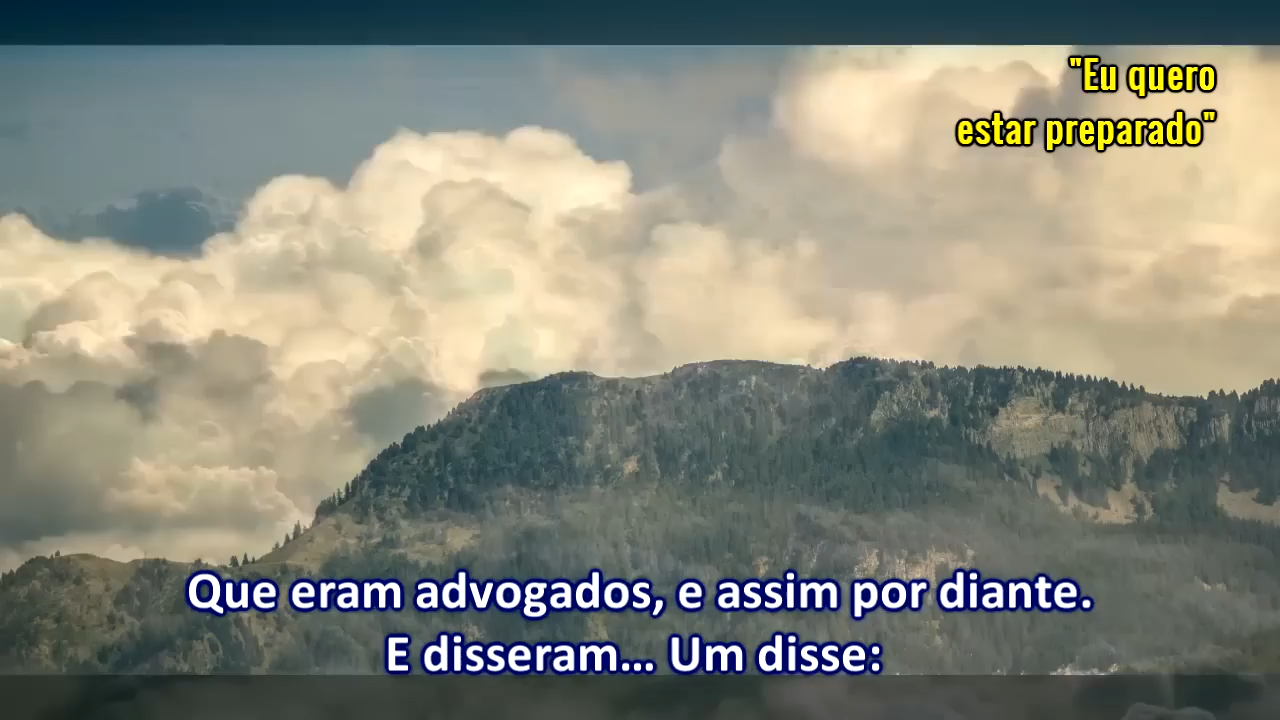 "Eu quero
estar preparado"
Que eram advogados, e assim por diante.
E disseram... Um disse: